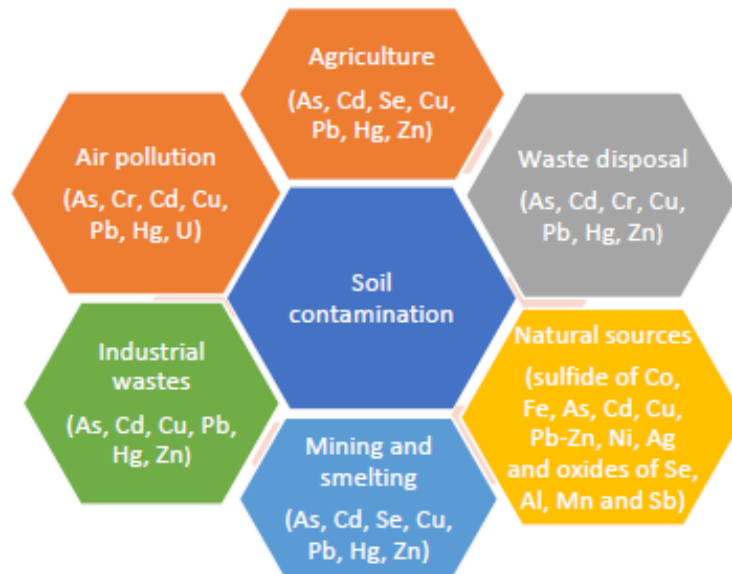 Agriculture
(As, Cd, Se, Cu,
Pb, Hg, Zn)
Air pollution
(As, Cr, Cd, Cu,
Pb, Hg, U)
Waste disposal
(As, Cd, Cr, Cu,
Pb, Hg, Zn)
Soil
contamination
Industrial
wastes
(As, Cd, Cu, Pb,
Hg, Zn)
Natural sources
(sulfide of Co,
Fe, As, Cd, Cu,
Pb-Zn, Ni, Ag
and oxides of Se,
Al, Mn and Sb)
Mining and
smelting
(As, Cd, Se, Cu,
Pb, Hg, Zn)